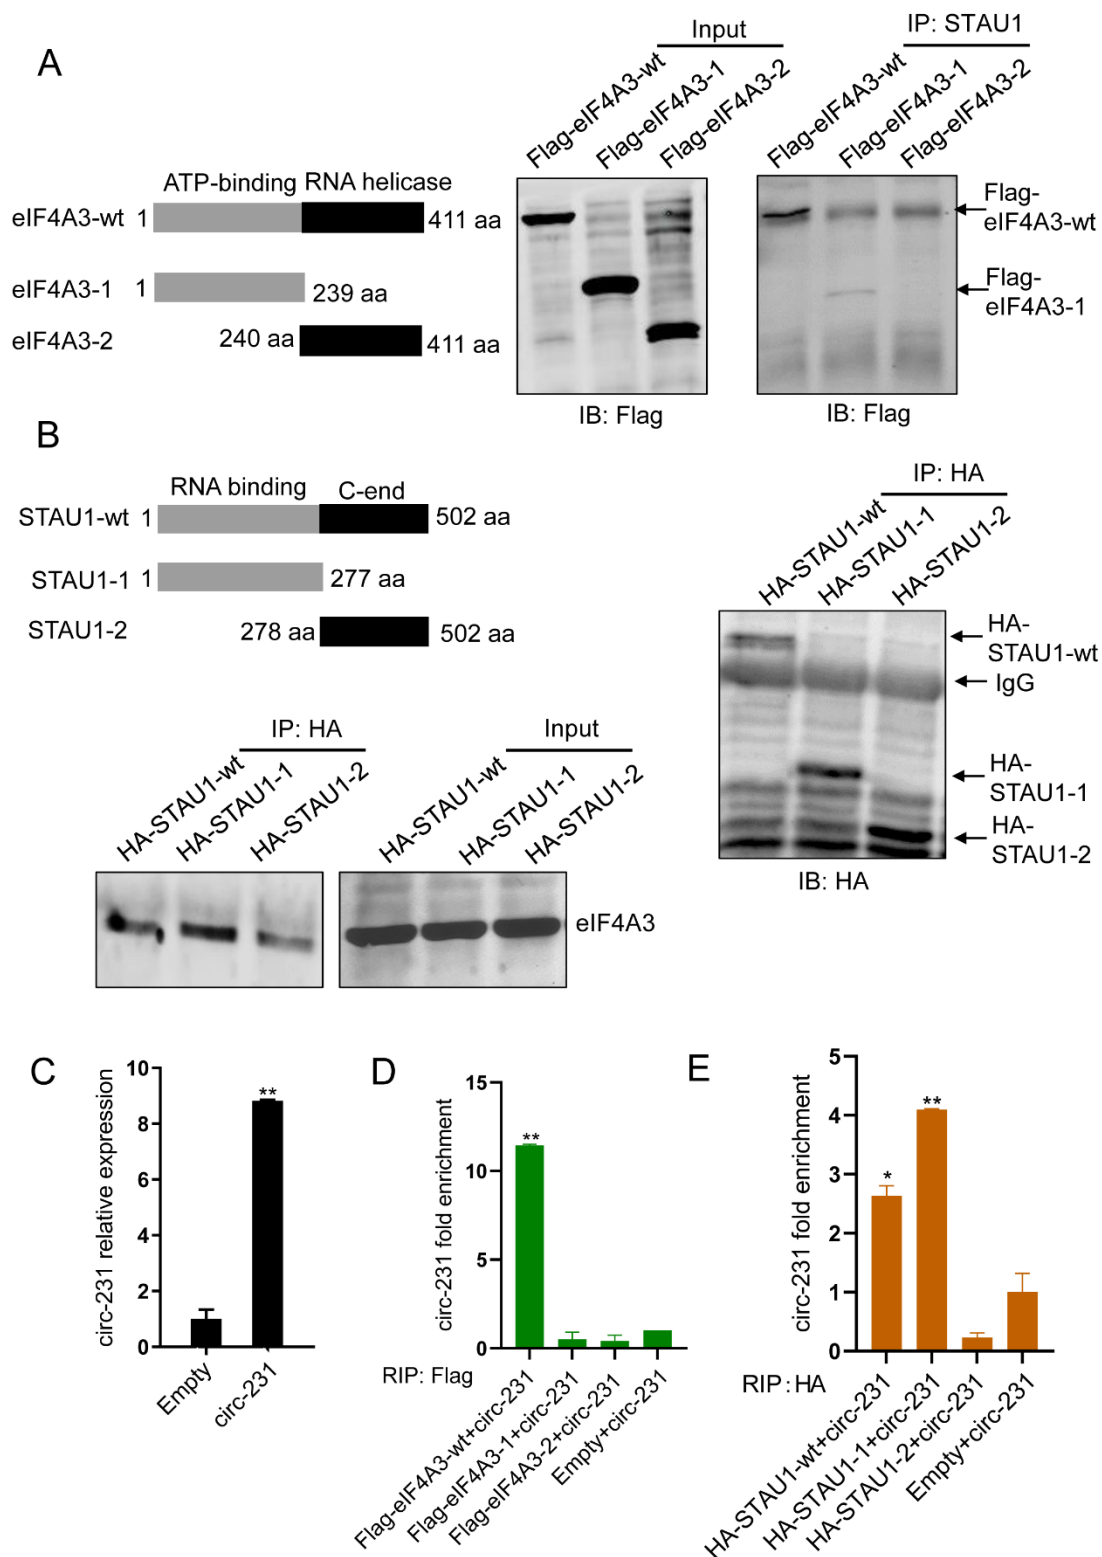 A
Input
IP: STAU1
Flag-eIF4A3-wt
Flag-eIF4A3-1
Flag-eIF4A3-2
Flag-eIF4A3-wt
Flag-eIF4A3-1
Flag-eIF4A3-2
ATP-binding RNA helicase
eIF4A3-wt 1
411 aa
eIF4A3-1 1
239 aa
eIF4A3-2
240 aa
411 aa
Flag-
eIF4A3-wt
Flag-
eIF4A3-1
IB: Flag
IB: Flag
B
RNA binding
C-end
STAU1-wt 1
502 aa
STAU1-1 1
277 aa
STAU1-2
278 aa
502 aa
IP: HA
HA-STAU1-wt
HA-STAU1-1
HA-STAU1-2
HA-
STAU1-wt
IgG
HA-
STAU1-1
HA-
STAU1-2
IB: HA
IP: HA
Input
HA-STAU1-wt
HA-STAU1-1
HA-STAU1-2
HA-STAU1-wt
HA-STAU1-1
HA-STAU1-2
eIF4A3
C
circ-231 relative expression
10
8
6
4
2
0
**
Empty
circ-231
D
circ-231 fold enrichment
15
10
5
0
**
RIP: Flag
Flag-eIF4A3-wt+circ-231
Flag-eIF4A3-1+circ-231
Flag-eIF4A3-2+circ-231
Empty+circ-231
E
circ-231 fold enrichment
5
4
3
2
1
0
*
**
RIP: HA
HA-STAU1-wt+circ-231
HA-STAU1-1+circ-231
HA-STAU1-2+circ-231
Empty+circ-231